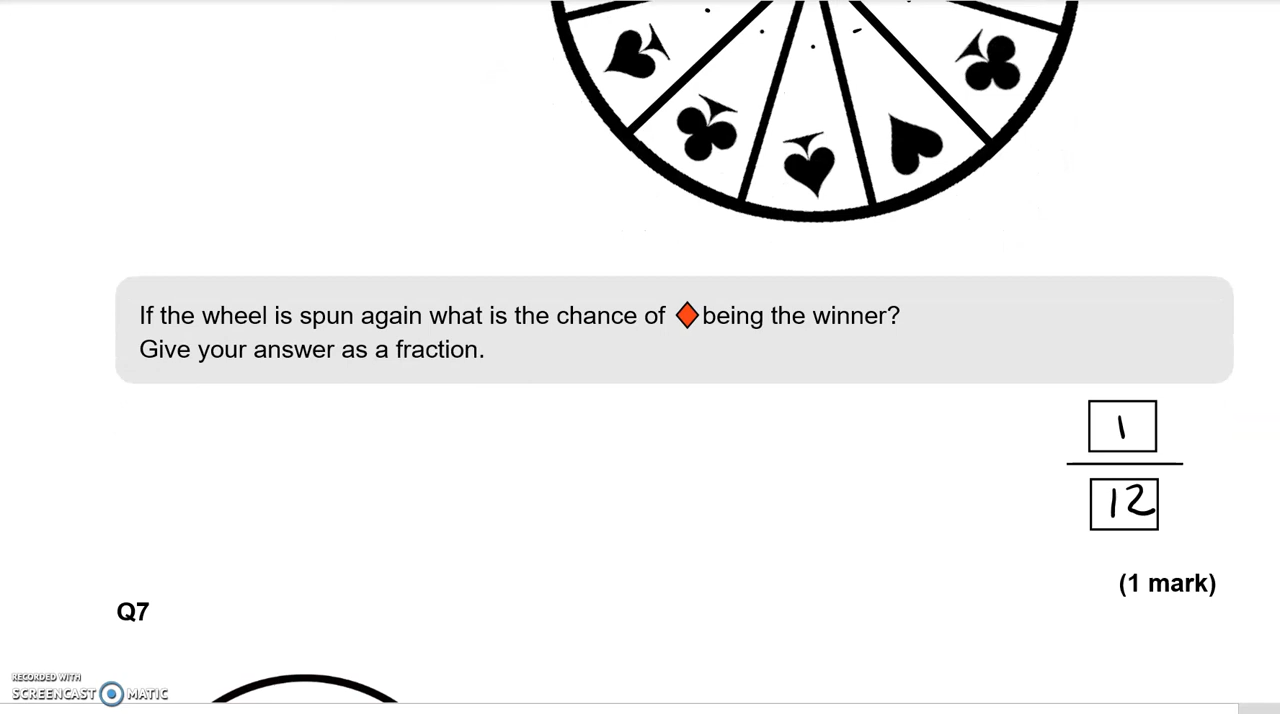 If the wheel is spun again what is the chance of ♦ being the winner?
Give your answer as a fraction.
1
12
(1 mark)
Q7
RECORDED WITH
SCREENCAST MATIC